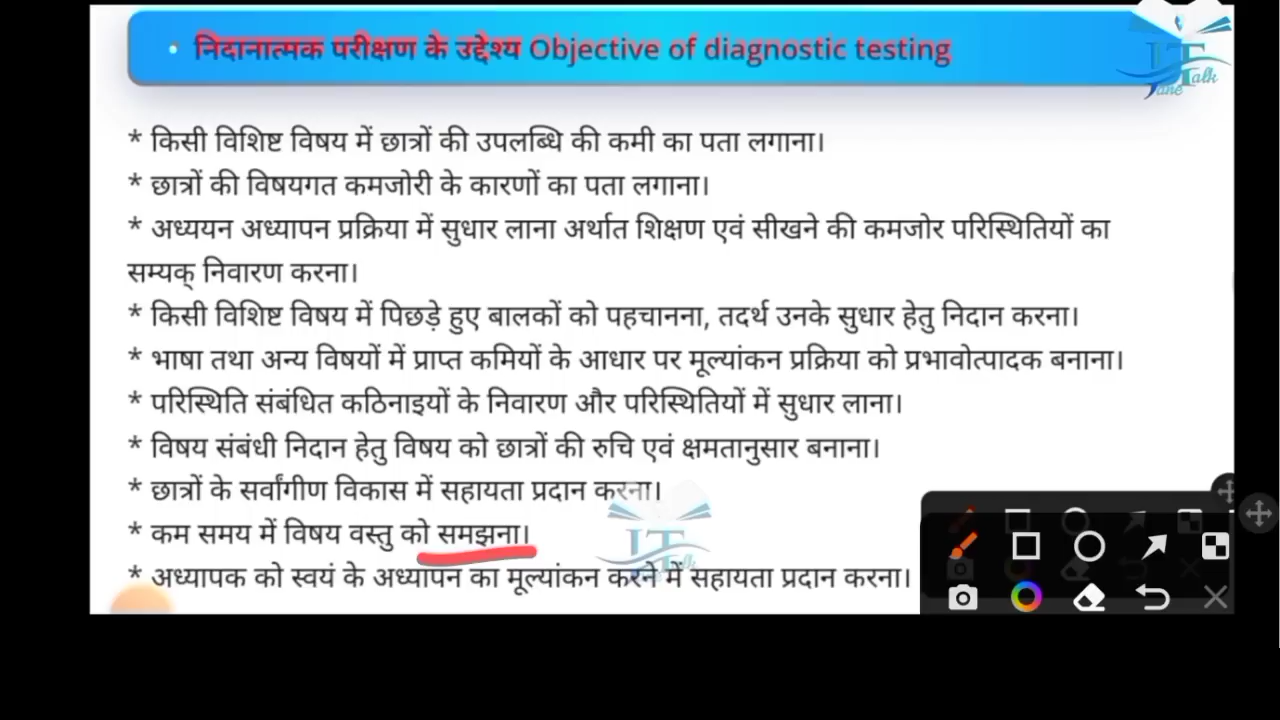 • निदानात्मक परीक्षण के उद्देश्य Objective of diagnostic testing
* किसी विशिष्ट विषय में छात्रों की उपलब्धि की कमी का पता लगाना।
* छात्रों की विषयगत कमजोरी के कारणों का पता लगाना।
* अध्ययन अध्यापन प्रक्रिया में सुधार लाना अर्थात शिक्षण एवं सीखने की कमजोर परिस्थितियों का
सम्यक् निवारण करना।
* किसी विशिष्ट विषय में पिछड़े हुए बालकों को पहचानना, तदर्थ उनके सुधार हेतु निदान करना।
* भाषा तथा अन्य विषयों में प्राप्त कमियों के आधार पर मूल्यांकन प्रक्रिया को प्रभावोत्पादक बनाना।
* परिस्थिति संबंधित कठिनाइयों के निवारण और परिस्थितियों में सुधार लाना।
* विषय संबंधी निदान हेतु विषय को छात्रों की रुचि एवं क्षमतानुसार बनाना।
* छात्रों के सर्वांगीण विकास में सहायता प्रदान करना।
* कम समय में विषय वस्तु को समझना।
* अध्यापक को स्वयं के अध्यापन का मूल्यांकन करने में सहायता प्रदान करना।